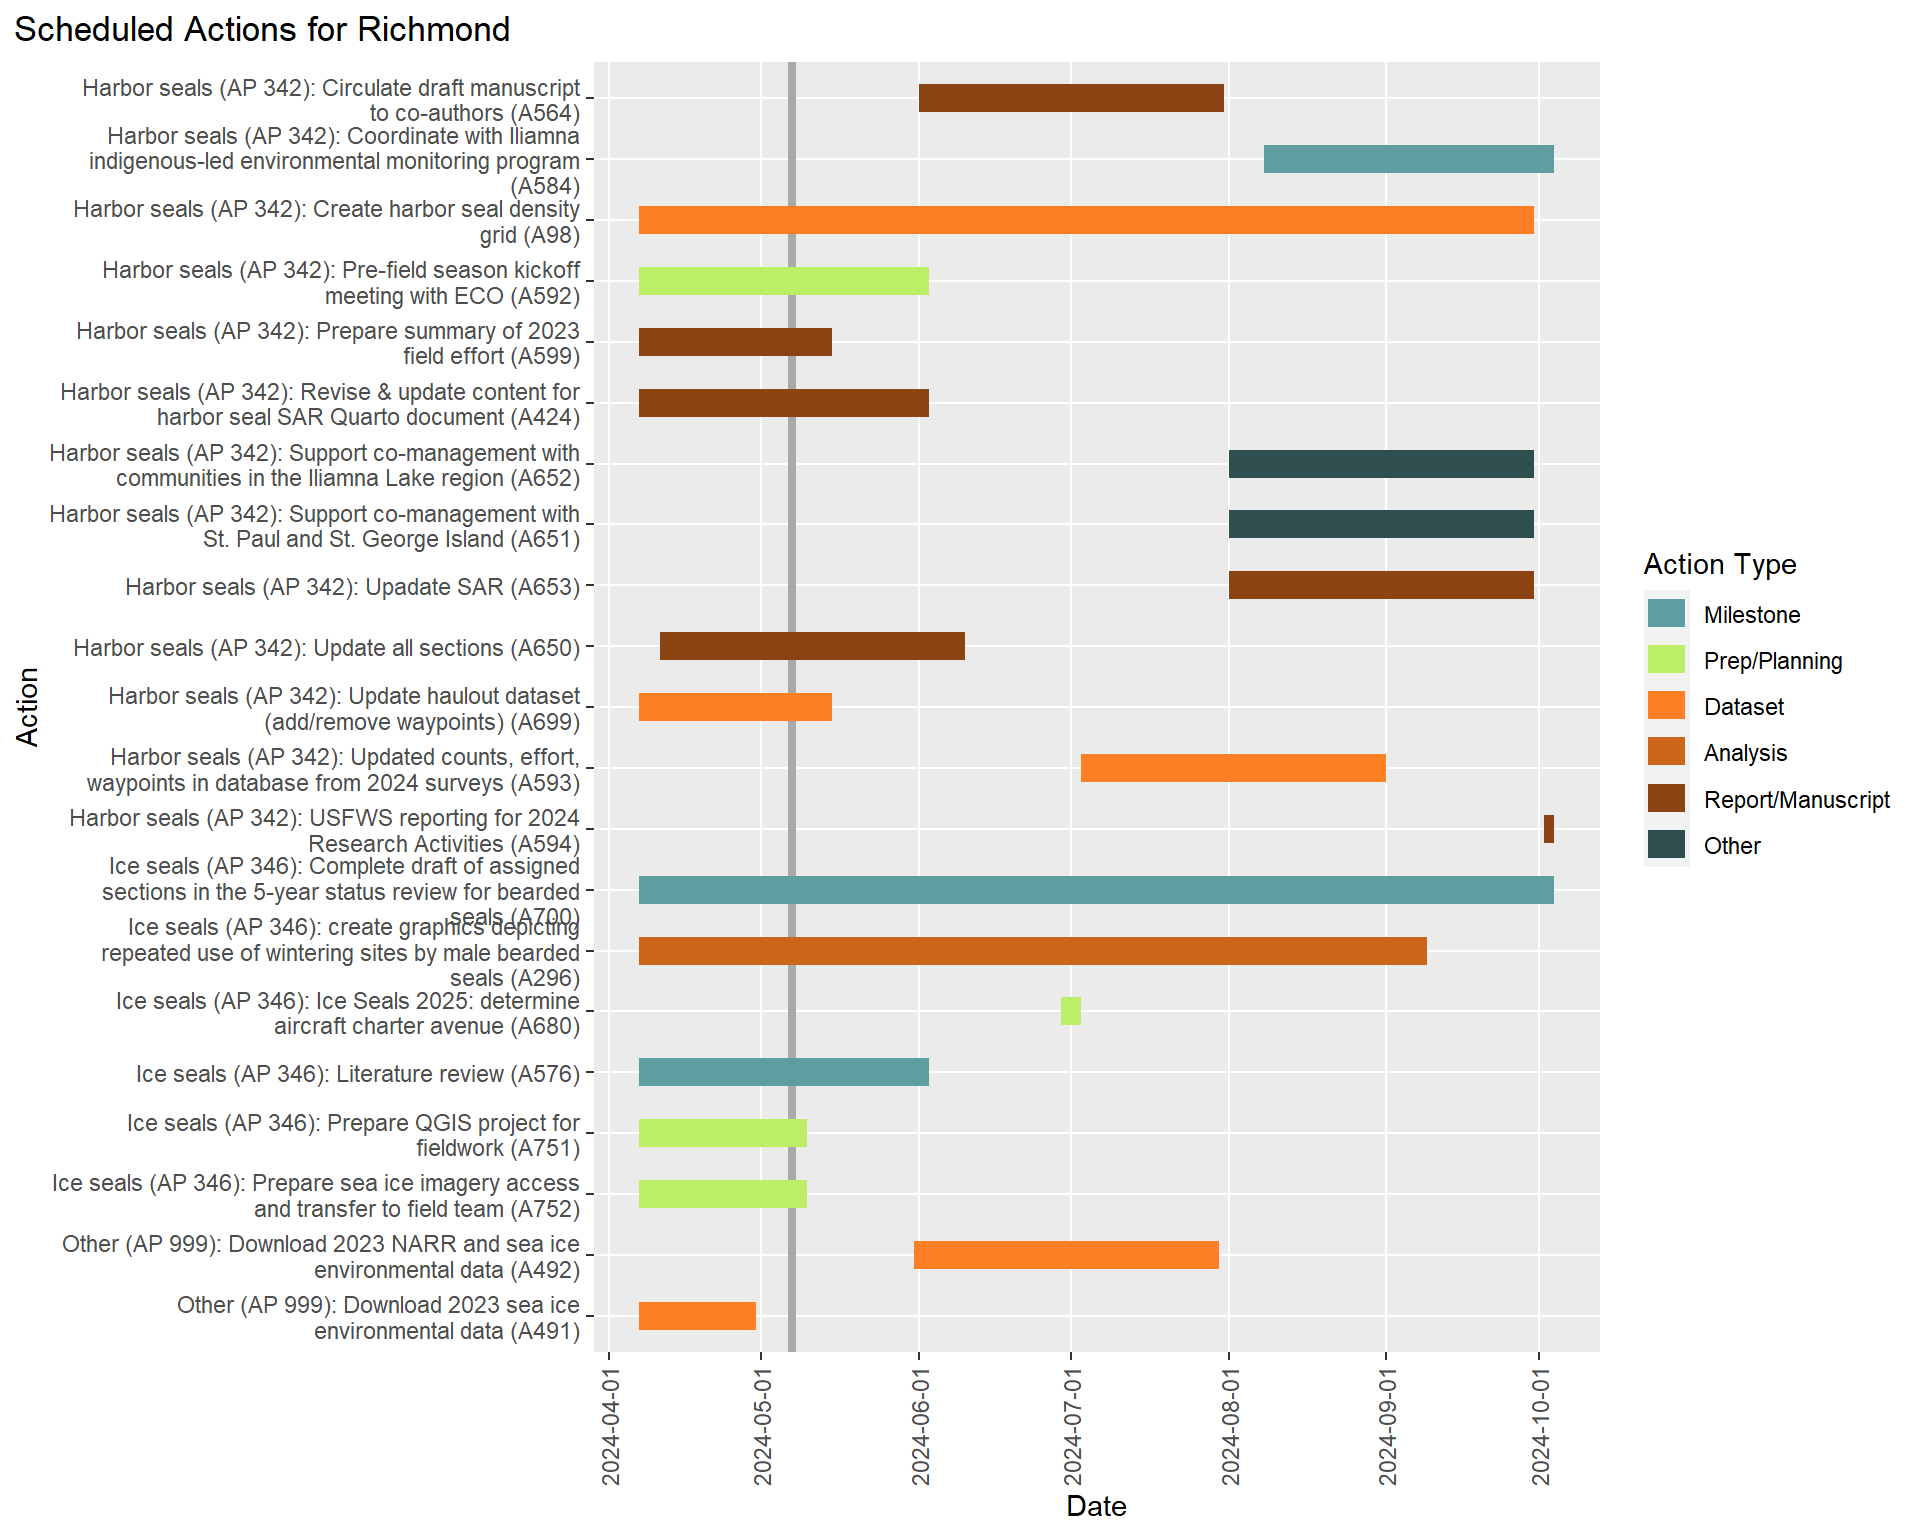 Scheduled Actions for Richmond
Harbor seals (AP 342): Circulate draft manuscript
to co-authors (A564)
Harbor seals (AP 342): Coordinate with Iliamna
indigenous-led environmental monitoring program
(A584)
Harbor seals (AP 342): Create harbor seal density
grid (A98)
Harbor seals (AP 342): Pre-field season kickoff
meeting with ECO (A592)
Harbor seals (AP 342): Prepare summary of 2023
field effort (A599)
Harbor seals (AP 342): Revise & update content for
harbor seal SAR Quarto document (A424)
Harbor seals (AP 342): Support co-management with
communities in the Iliamna Lake region (A652)
Harbor seals (AP 342): Support co-management with
St. Paul and St. George Island (A651)
Harbor seals (AP 342): Upadate SAR (A653)
Harbor seals (AP 342): Update all sections (A650)
Harbor seals (AP 342): Update haulout dataset
(add/remove waypoints) (A699)
Harbor seals (AP 342): Updated counts, effort,
waypoints in database from 2024 surveys (A593)
Harbor seals (AP 342): USFWS reporting for 2024
Research Activities (A594)
Ice seals (AP 346): Complete draft of assigned
sections in the 5-year status review for bearded
seals (A700)
Ice seals (AP 346): create graphics depicting
repeated use of wintering sites by male bearded
seals (A296)
Ice seals (AP 346): Ice Seals 2025: determine
aircraft charter avenue (A680)
Ice seals (AP 346): Literature review (A576)
Ice seals (AP 346): Prepare QGIS project for
fieldwork (A751)
Ice seals (AP 346): Prepare sea ice imagery access
and transfer to field team (A752)
Other (AP 999): Download 2023 NARR and sea ice
environmental data (A492)
Other (AP 999): Download 2023 sea ice
environmental data (A491)
Action
2024-04-01
2024-05-01
2024-06-01
2024-07-01
2024-08-01
2024-09-01
2024-10-01
Date
Action Type
Milestone
Prep/Planning
Dataset
Analysis
Report/Manuscript
Other